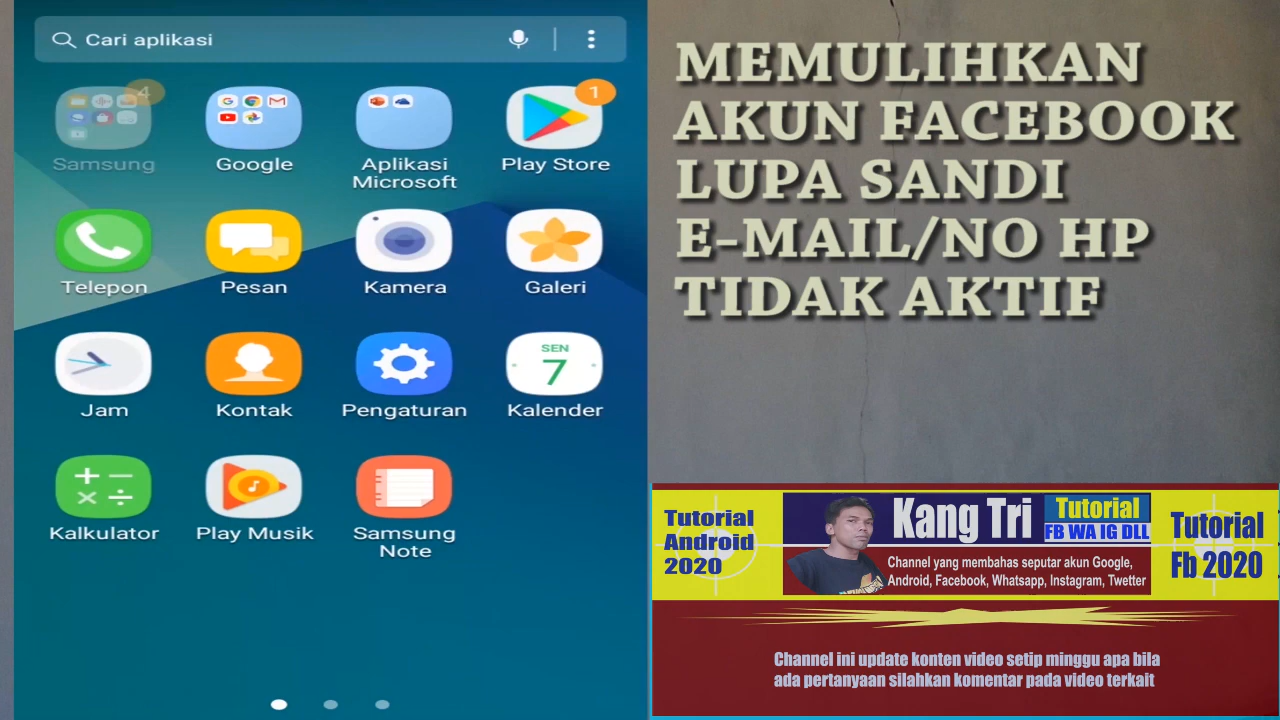 Cari aplikasi
4
1
Samsung
Google
Aplikasi
Microsoft
Play Store
Telepon
Pesan
Kamera
Galeri
SEN
7
Jam
Kontak
Pengaturan
Kalender
Kalkulator
Play Musik
Samsung
Note
MEMULIHKAN
AKUN FACEBOOK
LUPA SANDI
E-MAIL/NO HP
TIDAK AKTIF
Tutorial
Android
2020
Kang Tri
Tutorial
FB WA IG DLL
Channel yang membahas seputar akun Google,
Android, Facebook, Whatsapp, Instagram, Twetter
Tutorial
Fb 2020
Channel ini update konten video setip minggu apa bila
ada pertanyaan silahkan komentar pada video terkait